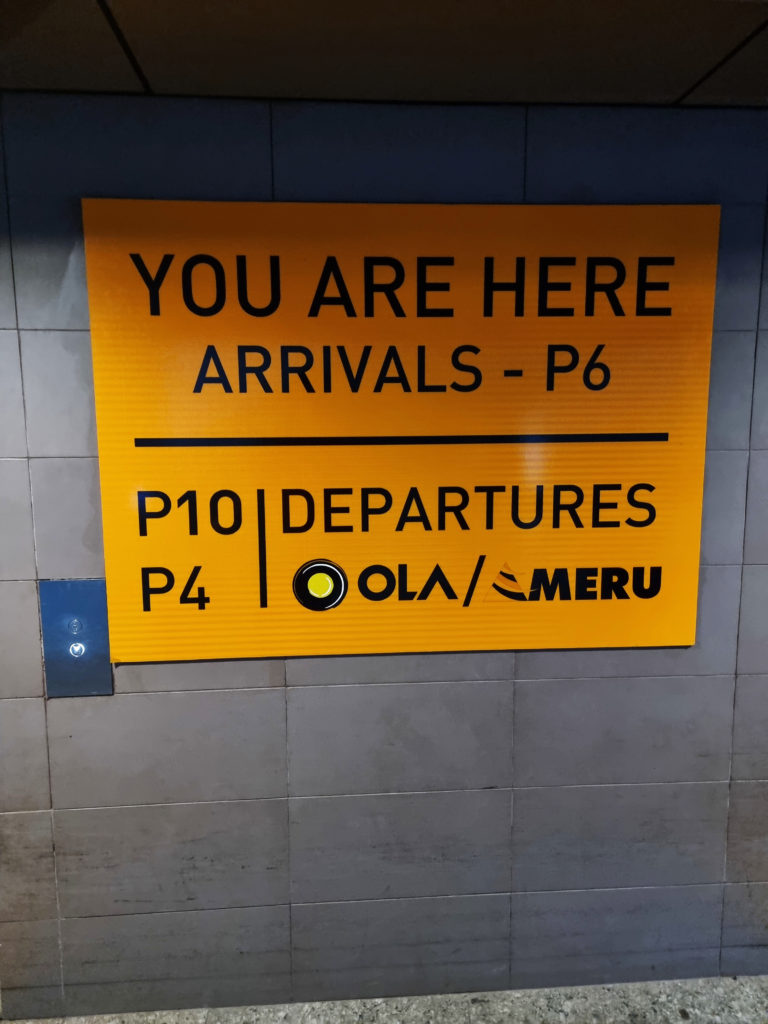 YOU ARE HERE
ARRIVALS - P6
P10 | DEPARTURES
P4 | OLA / MERU